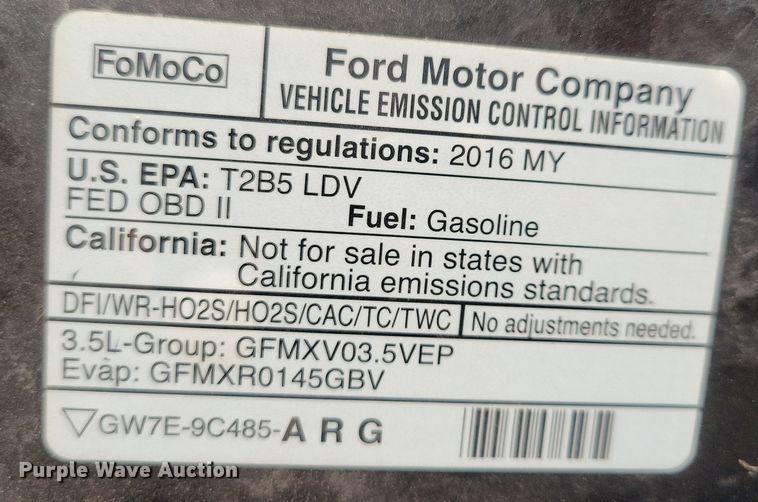 FoMoCo
Ford Motor Company
VEHICLE EMISSION CONTROL INFORMATION
Conforms to regulations: 2016 MY
U.S. EPA: T2B5 LDV
FED OBD II Fuel: Gasoline
California: Not for sale in states with
California emissions standards.
DFI/WR-HO2S/HO2S/CAC/TC/TWC No adjustments needed.
3.5L-Group: GFMXV03.5VEP
Evap: GFMXR0145GBV
GW7E-9C485-A R G
Purple Wave Auction